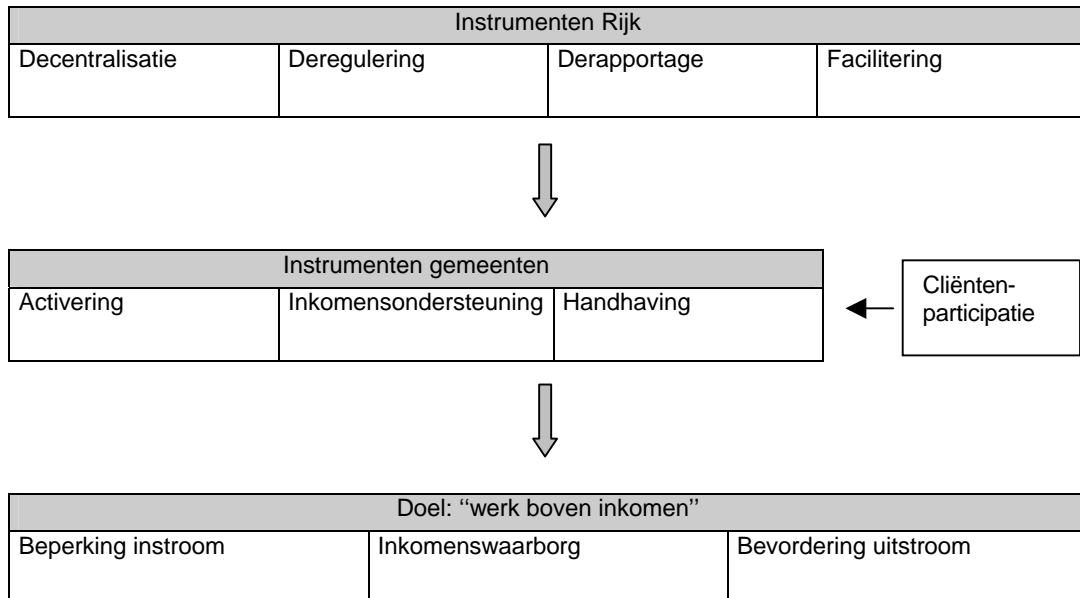 Instrumenten Rijk
Decentralisatie Deregulering Derapportage Facilitering
Instrumenten gemeenten
Activering Inkomensondersteuning Handhaving
Cliënten-
participatie
Doel: ‘‘werk boven inkomen’’
Beperking instroom Inkomenswaarborg Bevordering uitstroom